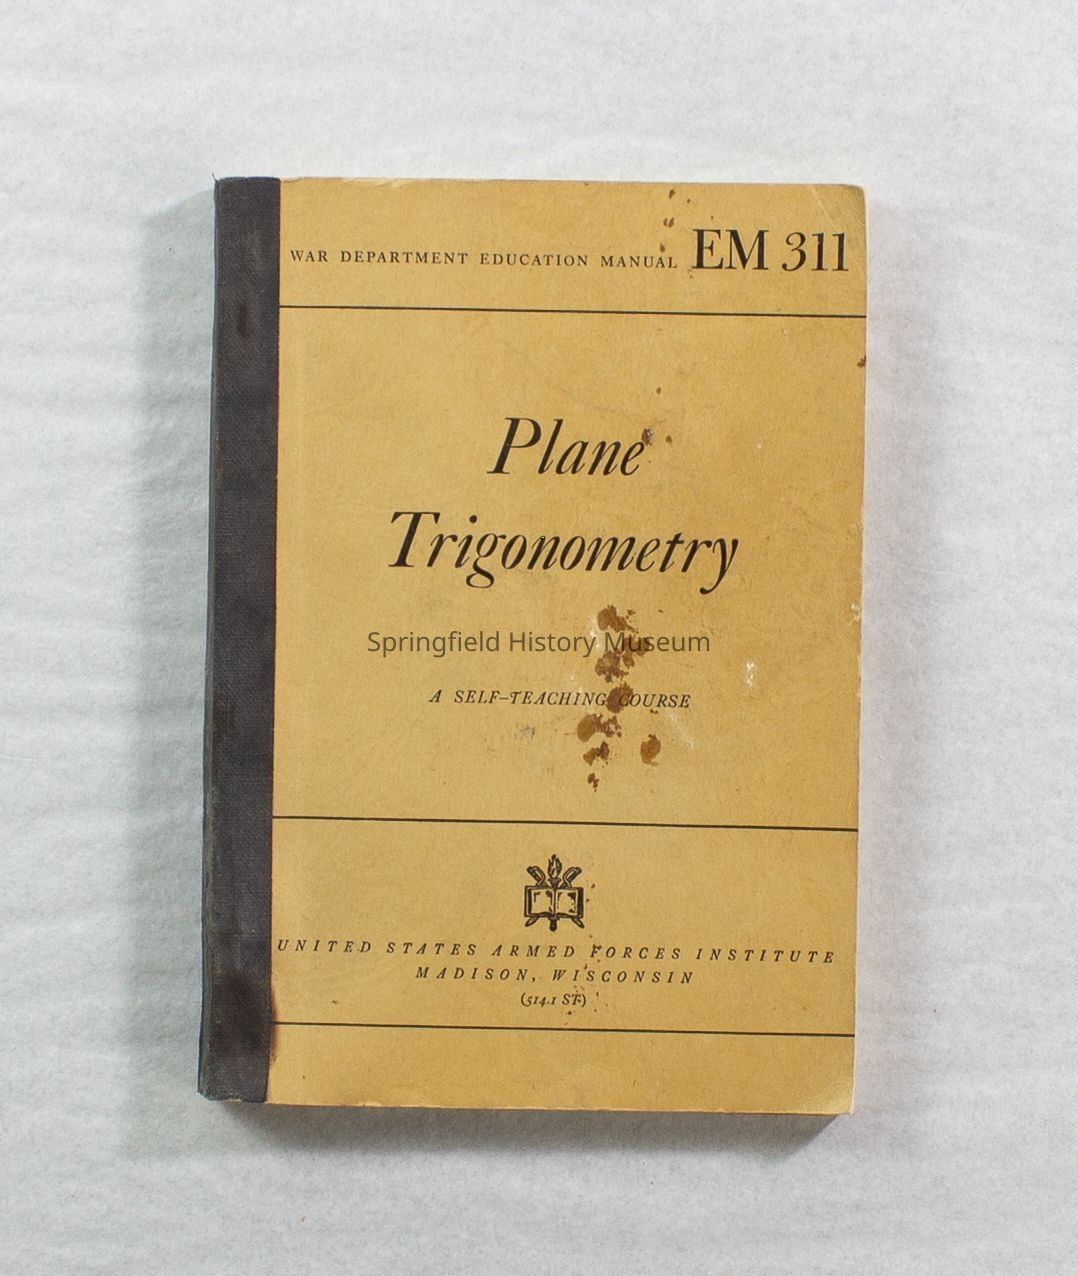 WAR DEPARTMENT EDUCATION MANUAL EM 311
Plane
Trigonometry
Springfield History Museum
A SELF-TEACHING COURSE
UNITED STATES ARMED FORCES INSTITUTE
MADISON, WISCONSIN
(514.1 ST)